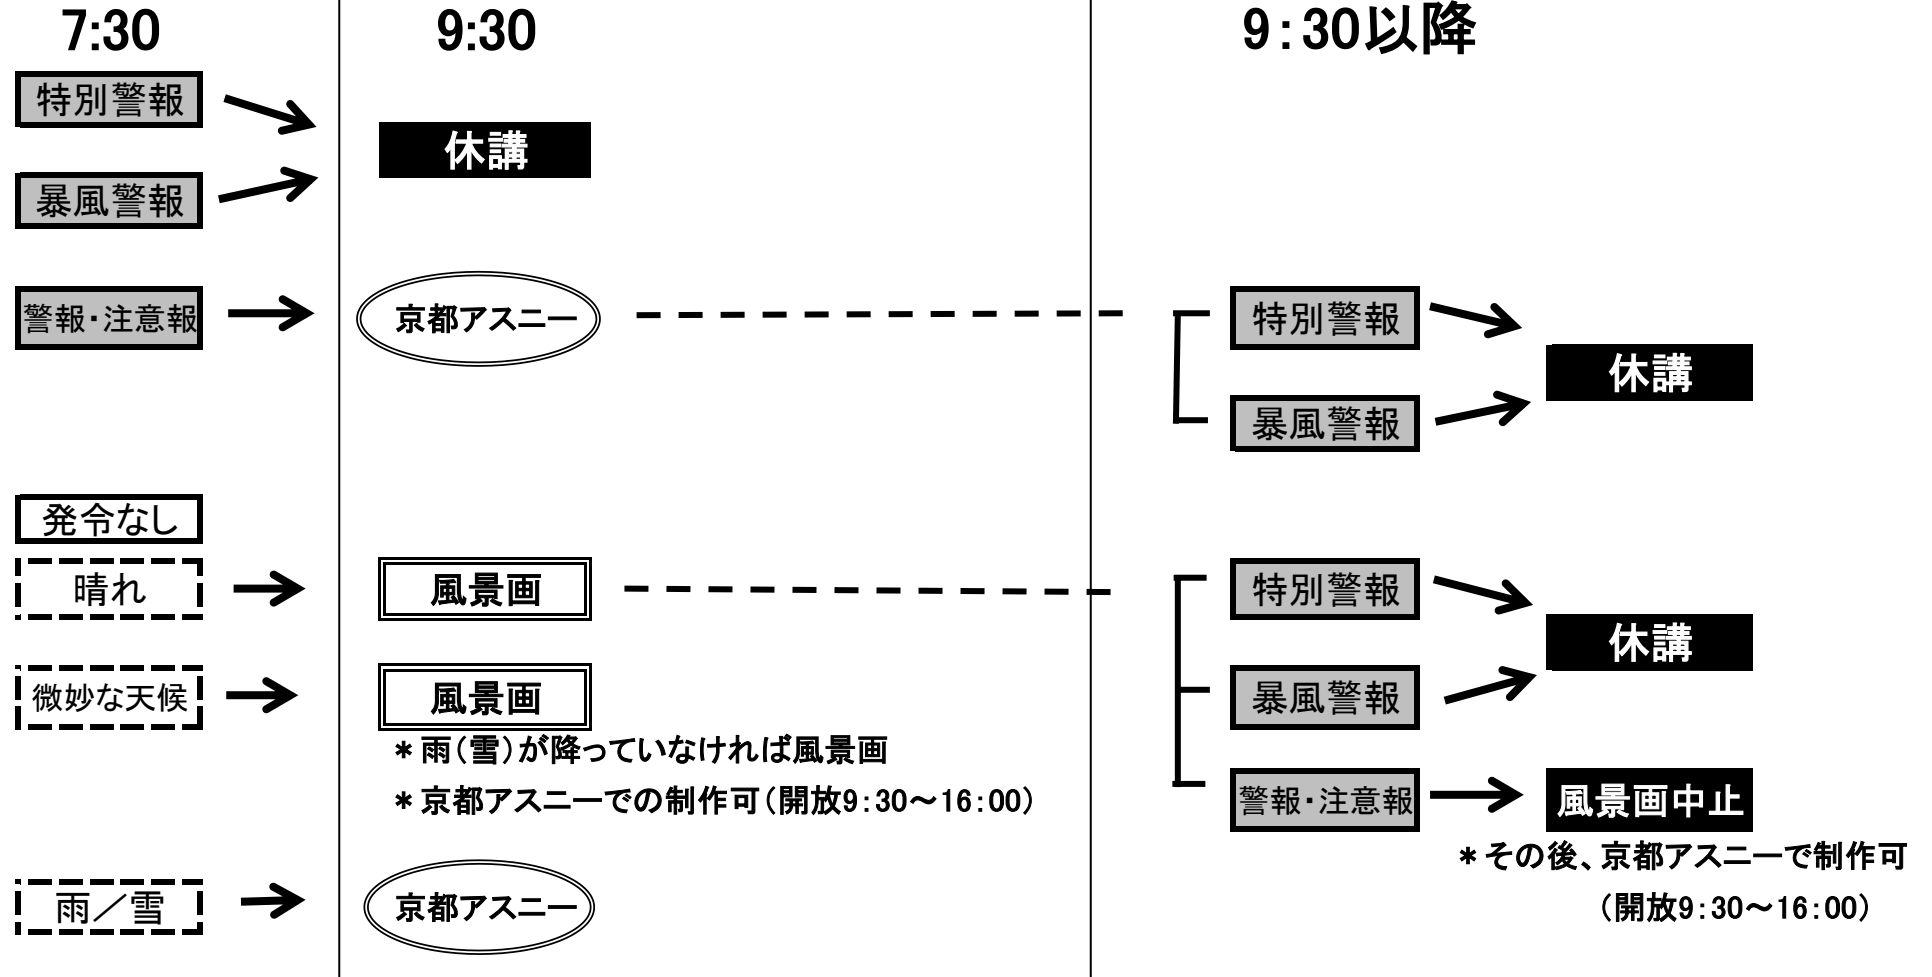 7:30
9:30
9:30以降
特別警報
休講
暴風警報
警報・注意報
京都アスニー
特別警報
休講
暴風警報
発令なし
晴れ
風景画
特別警報
休講
微妙な天候
風景画
暴風警報
*雨(雪)が降っていなければ風景画
*京都アスニーでの制作可(開放9:30~16:00)
警報・注意報
風景画中止
*その後、京都アスニーで制作可
(開放9:30~16:00)
雨/雪
京都アスニー